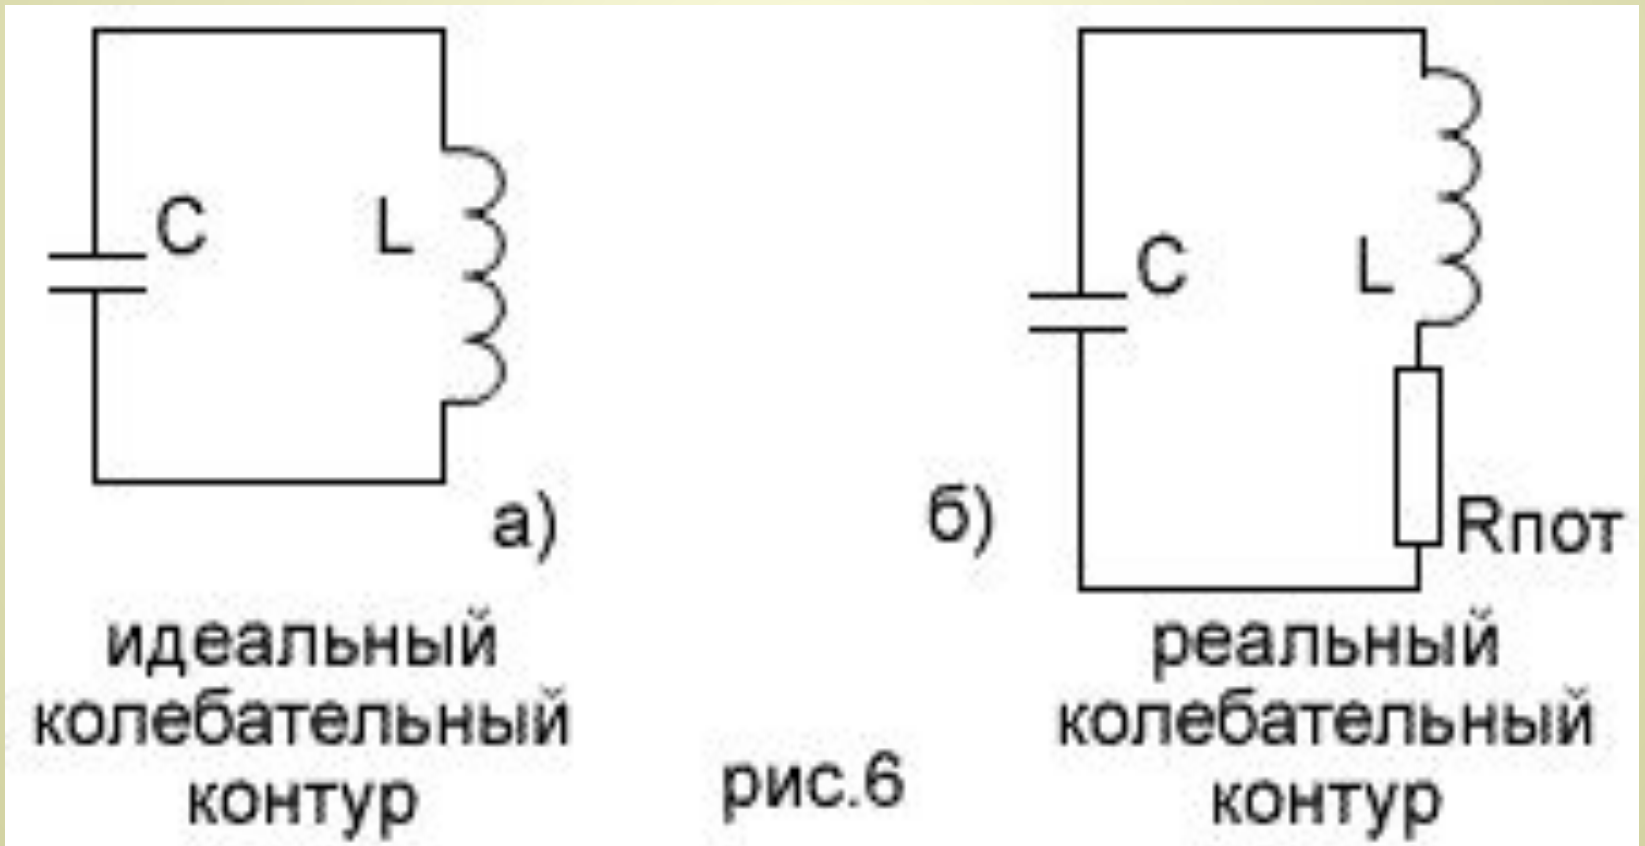 C
L
а)
идеальный
колебательный
контур
рис.6
C
L
Rпот
б)
реальный
колебательный
контур